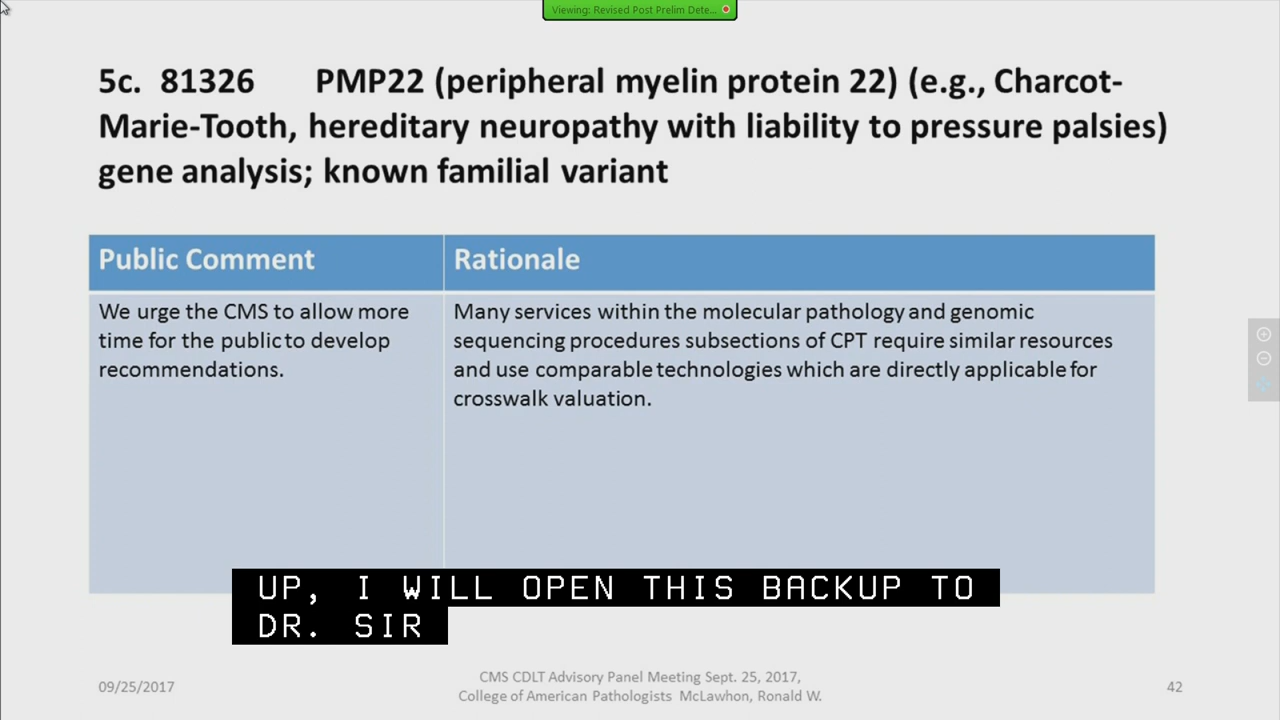 Viewing: Revised Post Prelim Dete...
5c. 81326 PMP22 (peripheral myelin protein 22) (e.g., Charcot-
Marie-Tooth, hereditary neuropathy with liability to pressure palsies)
gene analysis; known familial variant
Public Comment
Rationale
We urge the CMS to allow more
time for the public to develop
recommendations.
Many services within the molecular pathology and genomic
sequencing procedures subsections of CPT require similar resources
and use comparable technologies which are directly applicable for
crosswalk valuation.
UP, I WILL OPEN THIS BACKUP TO
DR. SIR
09/25/2017
CMS CDLT Advisory Panel Meeting Sept. 25, 2017,
College of American Pathologists McLawhon, Ronald W.
42